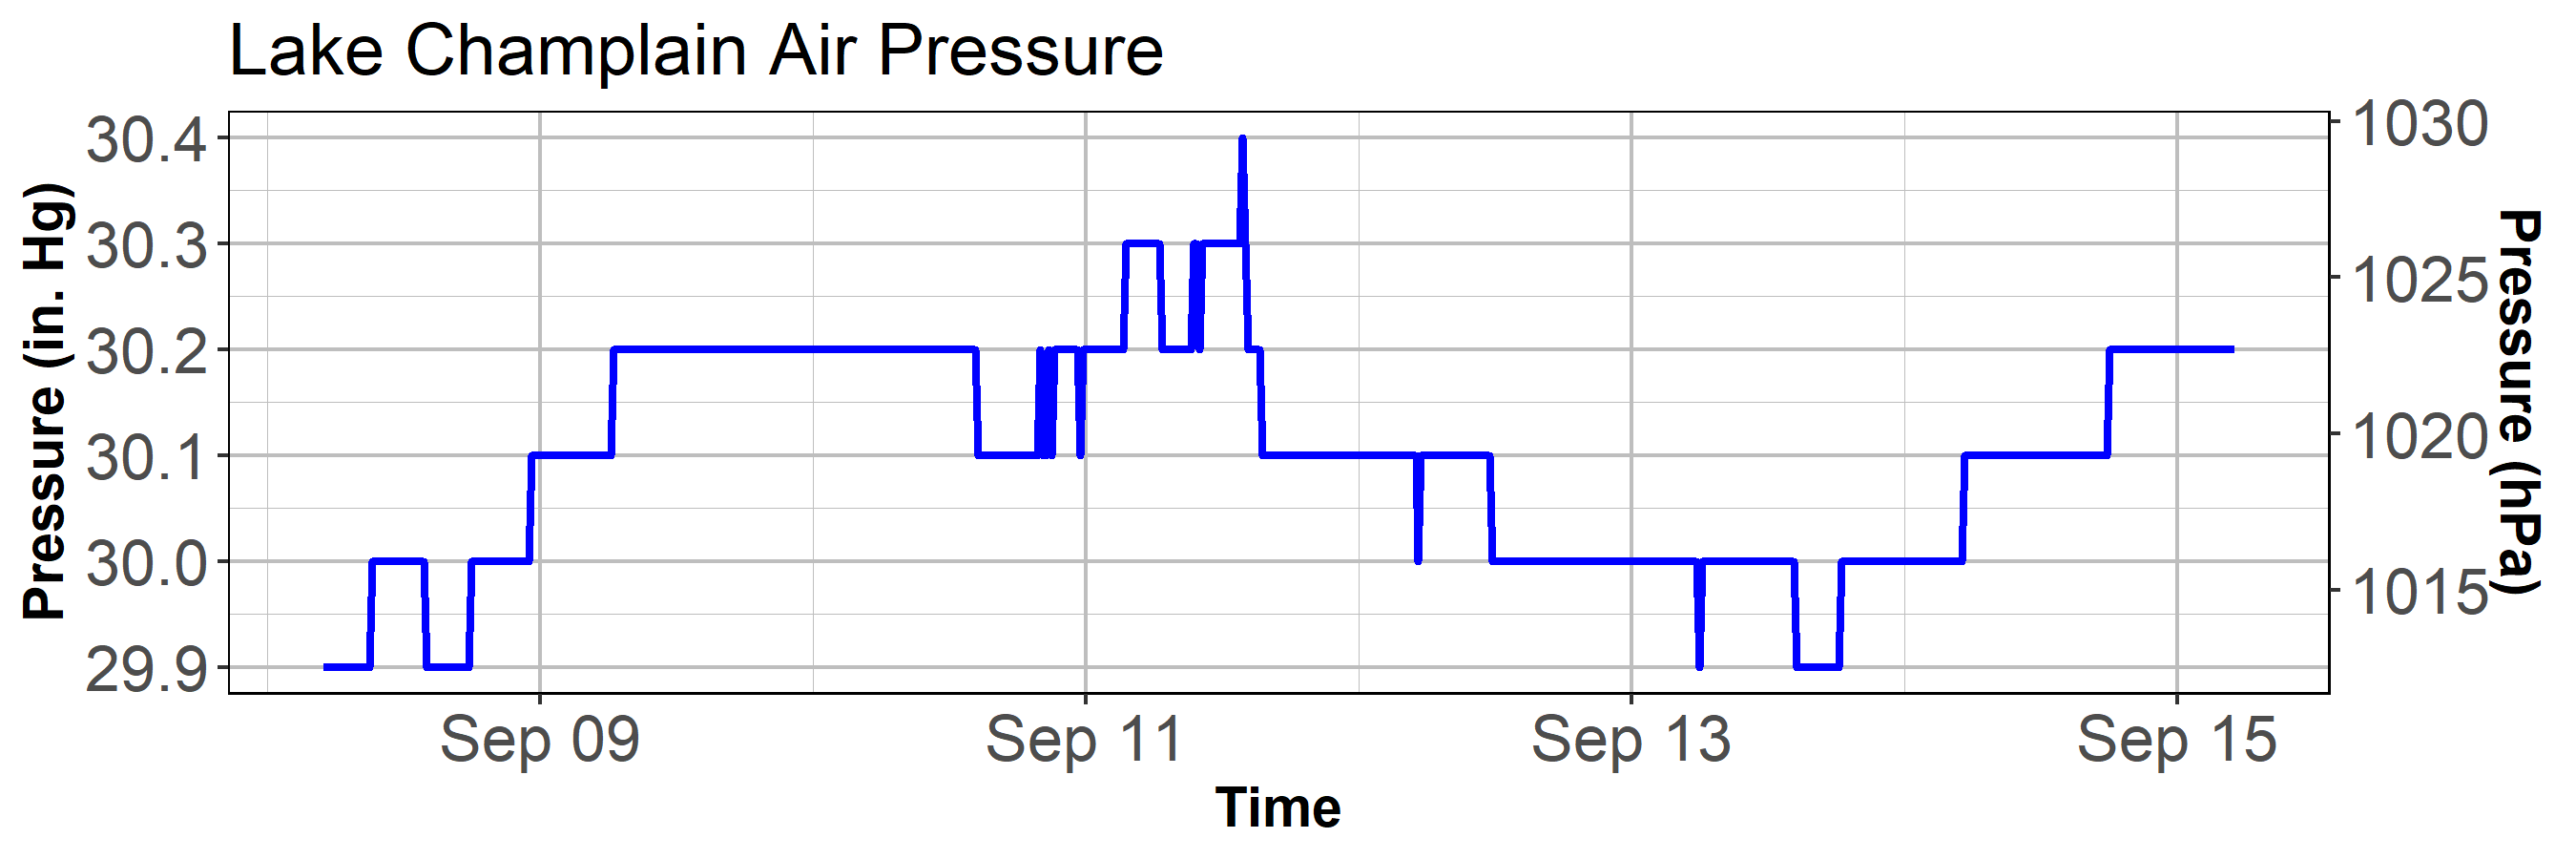 Lake Champlain Air Pressure
Pressure (in. Hg)
30.4
30.3
30.2
30.1
30.0
29.9
1030
1025
1020
1015
Pressure (hPa)
Sep 09 Sep 11 Sep 13 Sep 15
Time